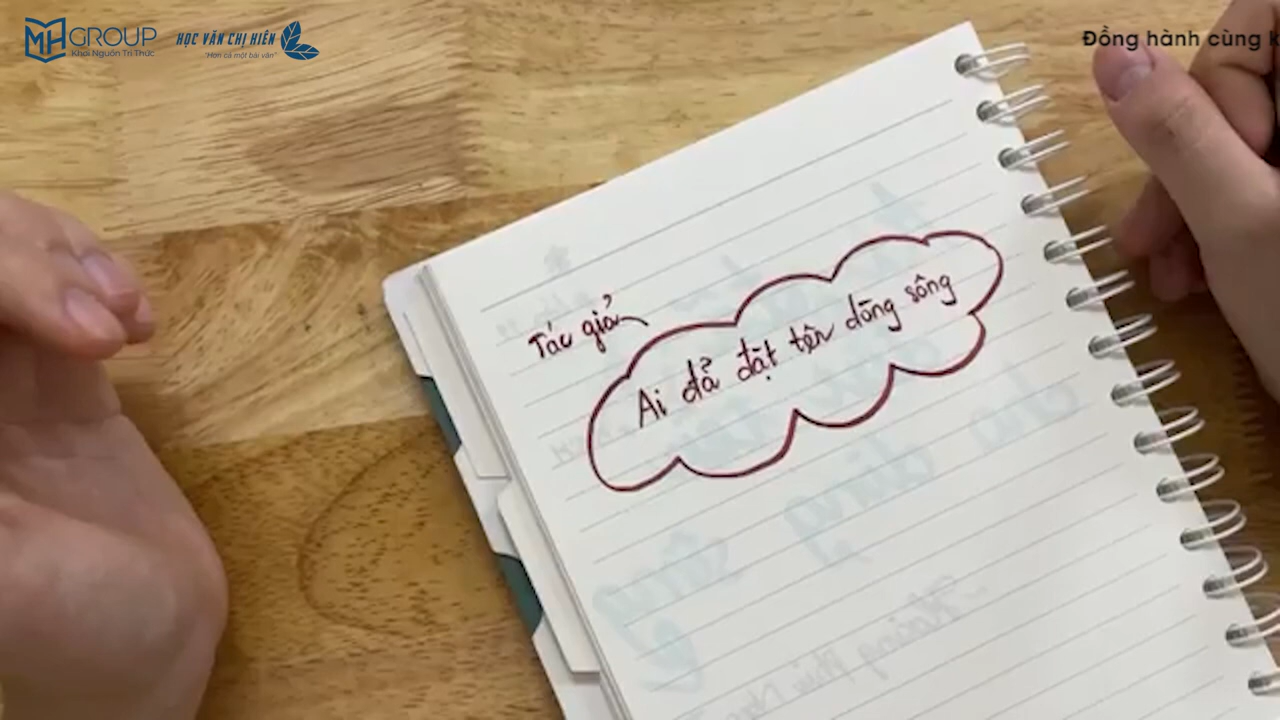 MH GROUP
Khơi Nguồn Tri Thức
HỌC VĂN CHỊ HIÊN
"Hơn cả một bài văn"
Đồng hành cùng k
Tác giả
Ai đả đặt tên dòng sông